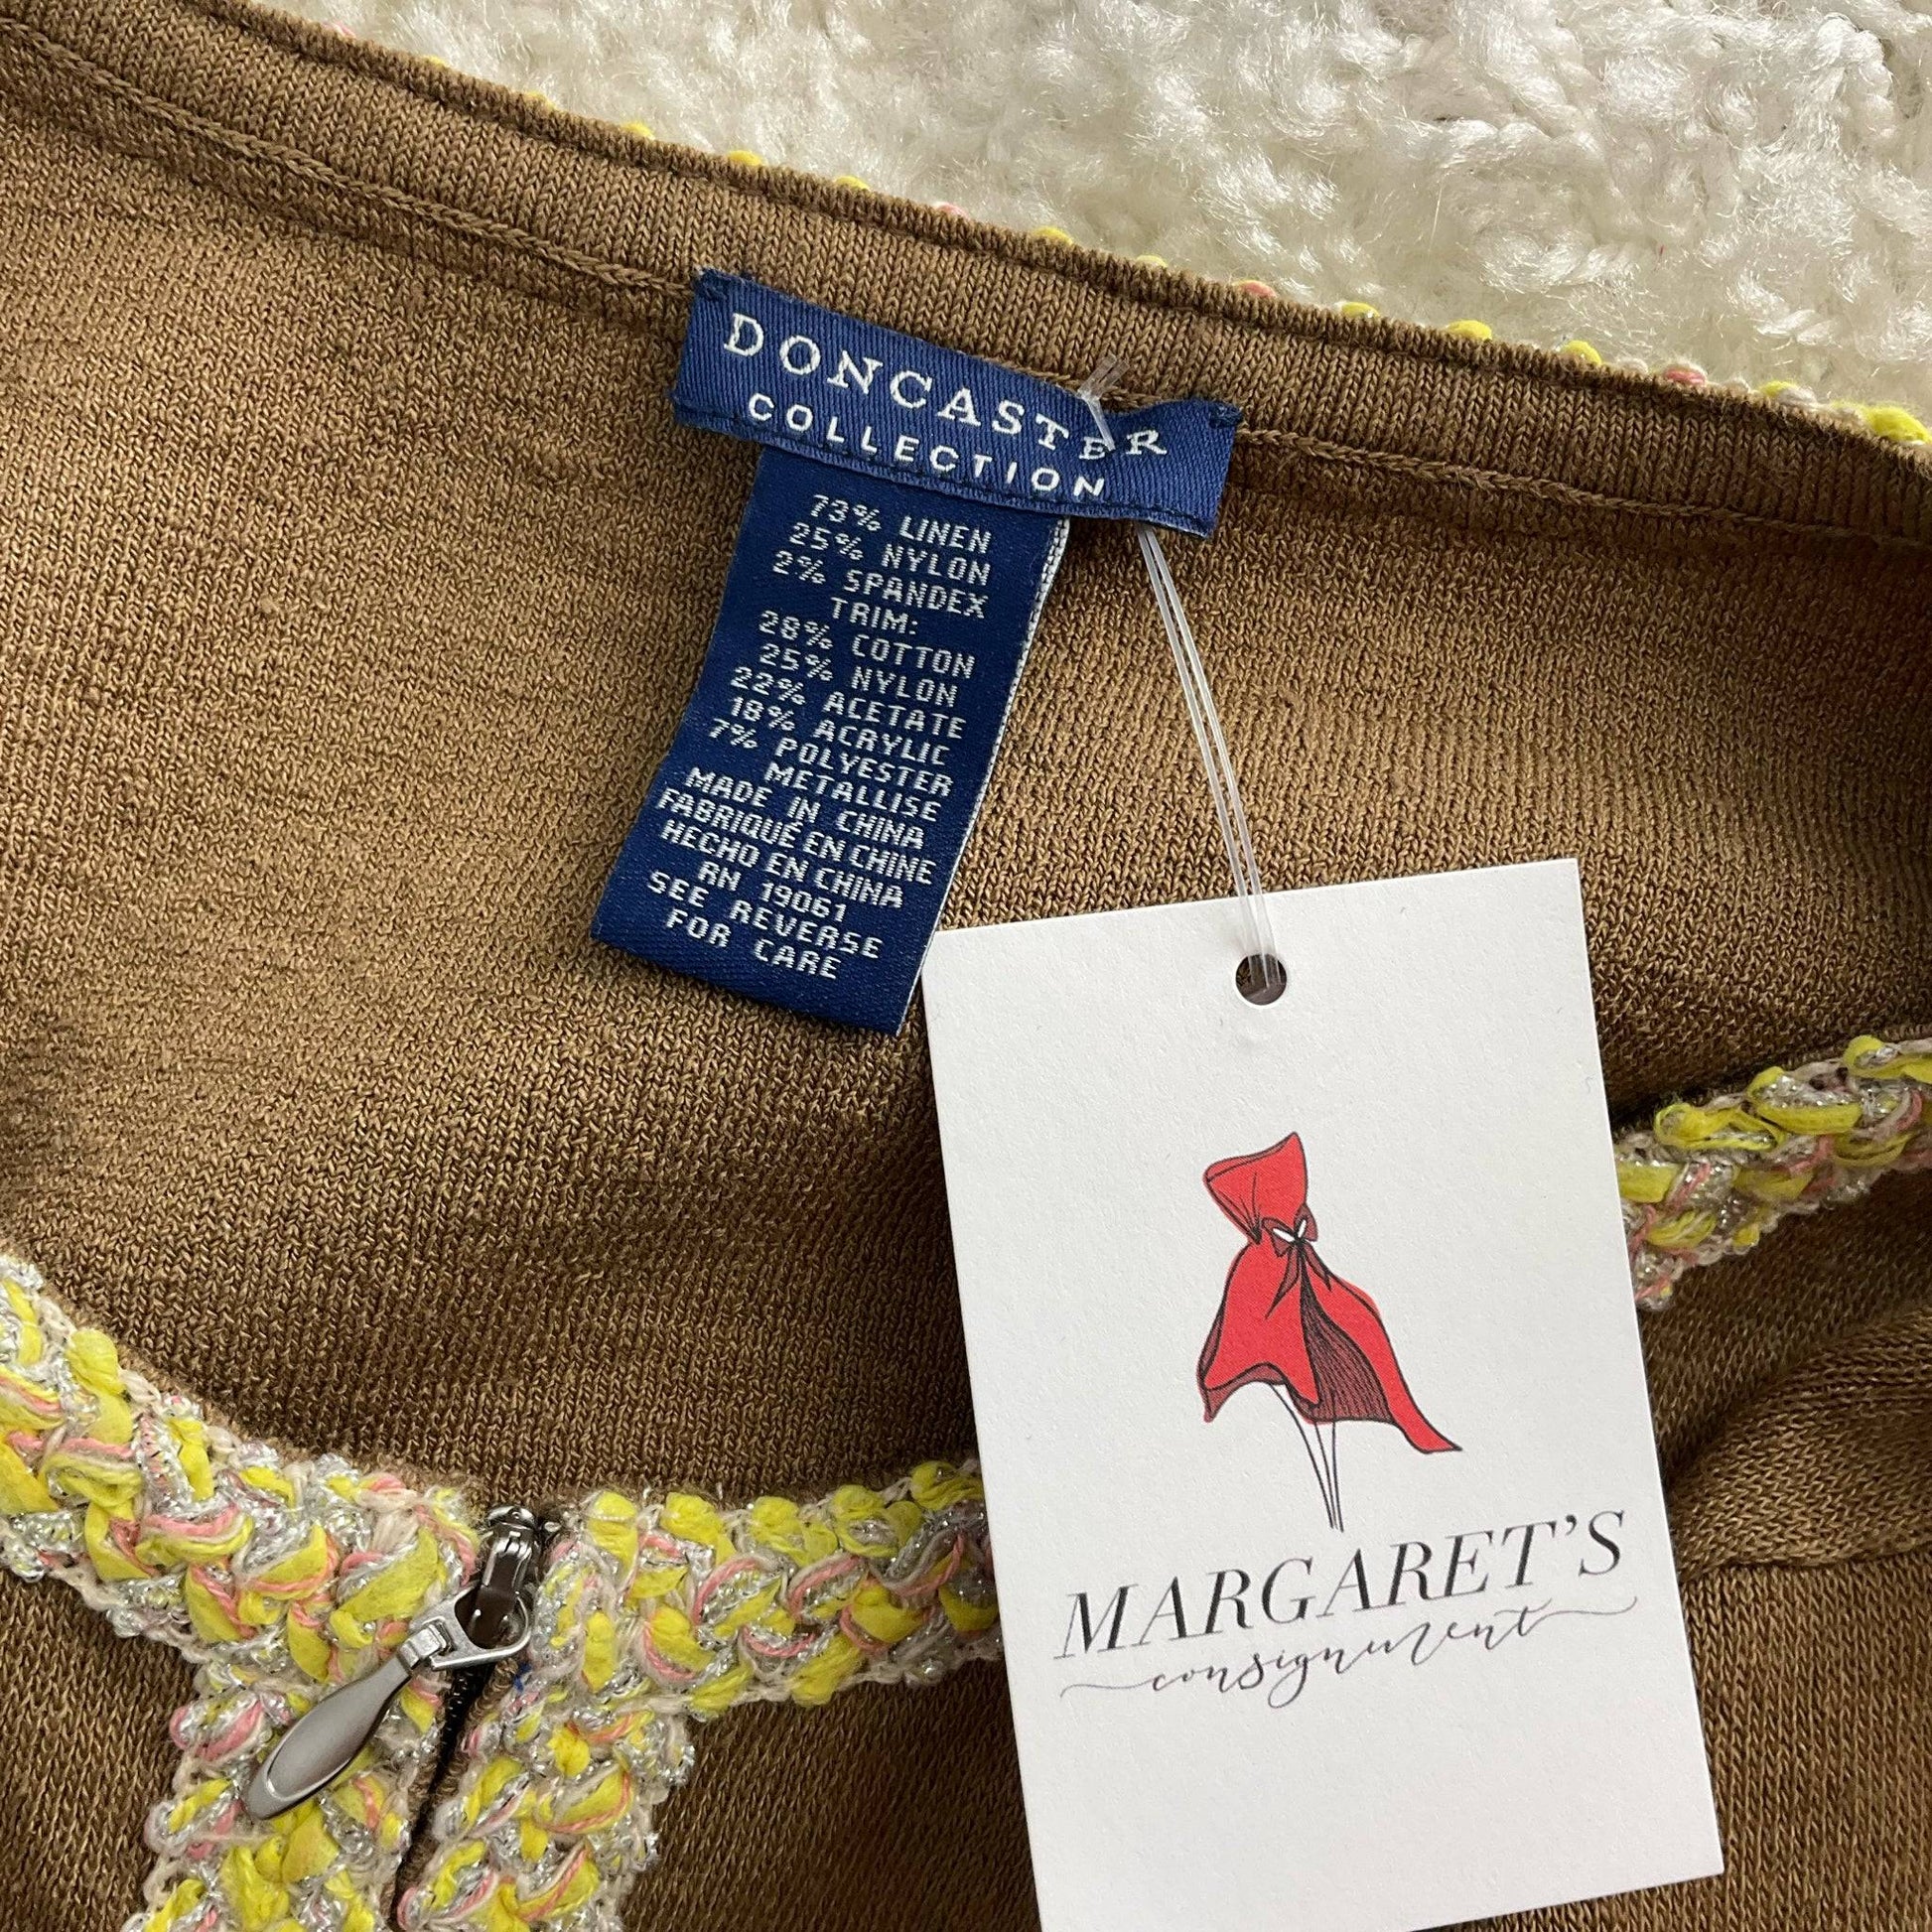 DONCASTER
COLLECTION
73% LINEN
25% NYLON
2% SPANDEX
TRIM:
28% COTTON
25% NYLON
22% ACETATE
18% ACRYLIC
7% POLYESTER
METALLISE
MADE IN CHINA
FABRIQUÉ EN CHINE
HECHO EN CHINA
RN 19061
SEE REVERSE
FOR CARE
MARGARET'S
consignment